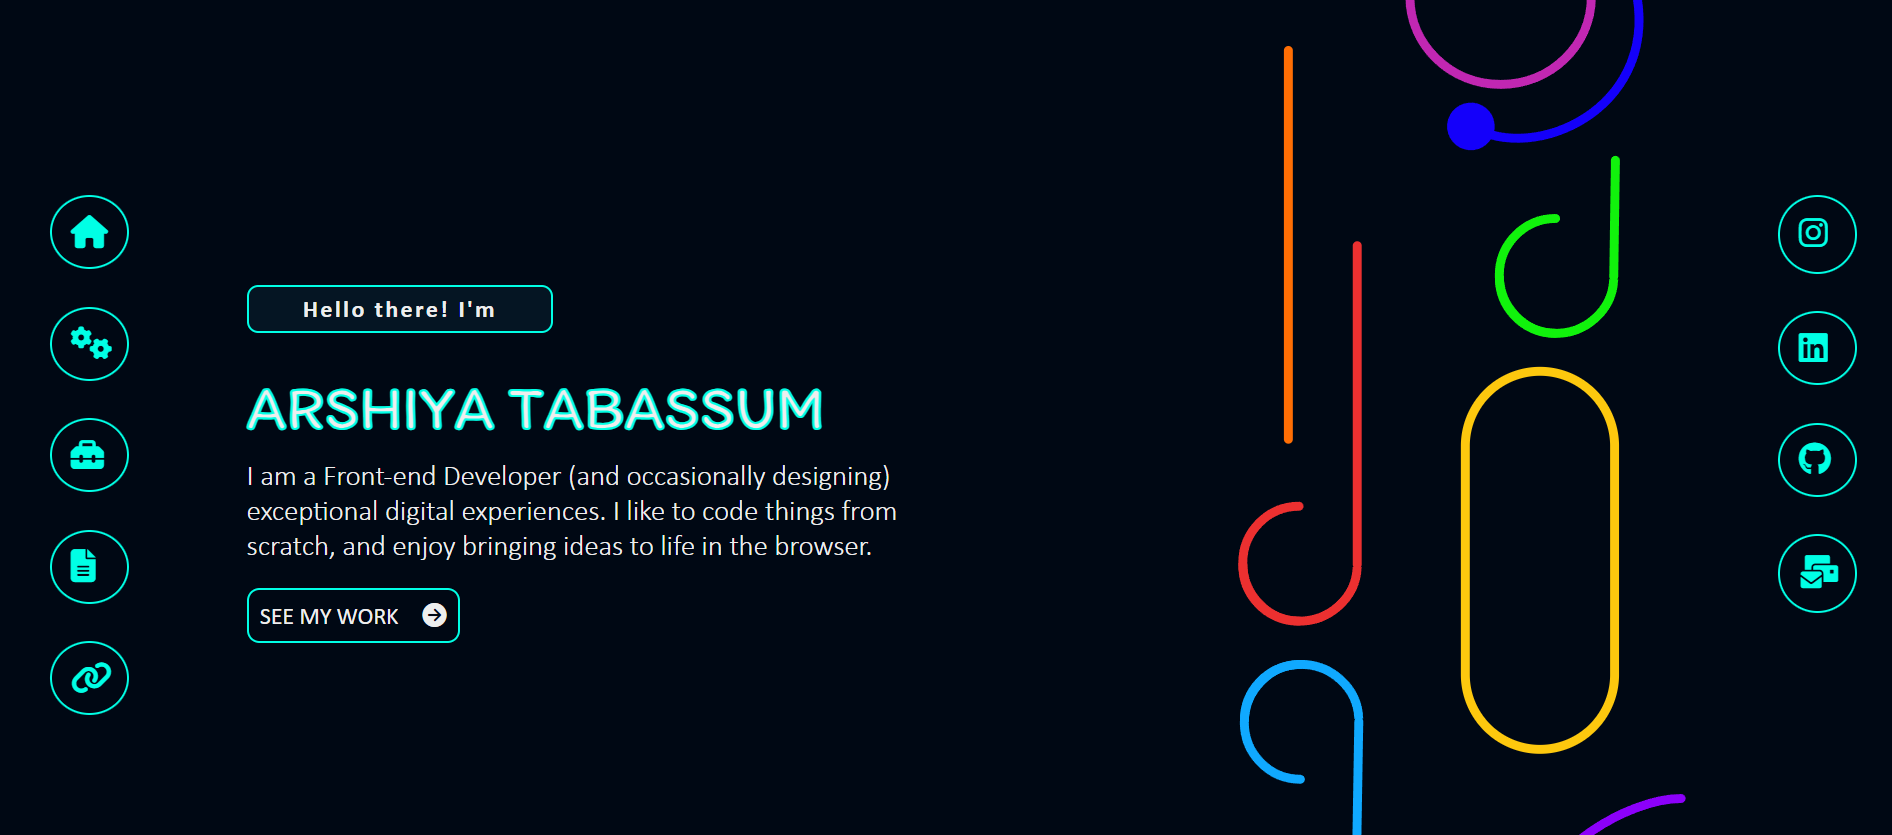 Hello there! I'm
ARSHIYA TABASSUM
I am a Front-end Developer (and occasionally designing)
exceptional digital experiences. I like to code things from
scratch, and enjoy bringing ideas to life in the browser.
SEE MY WORK
in